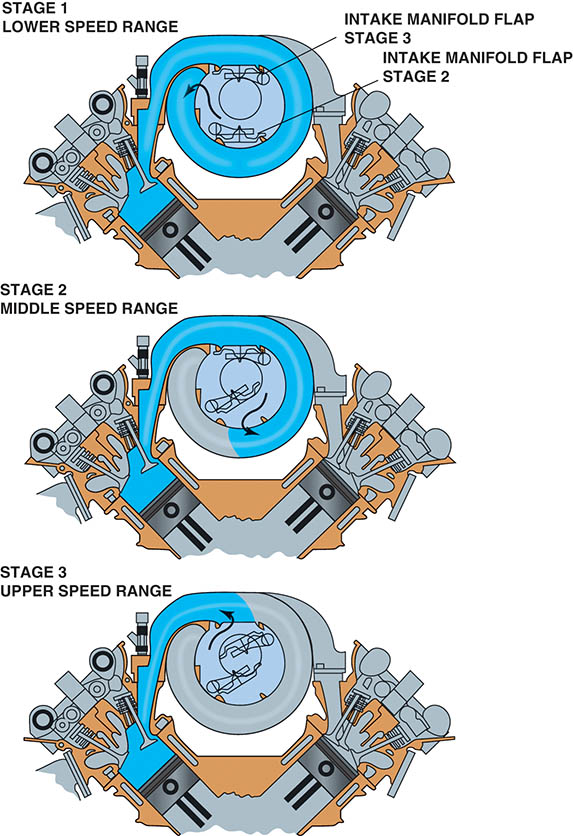 STAGE 1
LOWER SPEED RANGE
INTAKE MANIFOLD FLAP
STAGE 3
INTAKE MANIFOLD FLAP
STAGE 2
STAGE 2
MIDDLE SPEED RANGE
STAGE 3
UPPER SPEED RANGE